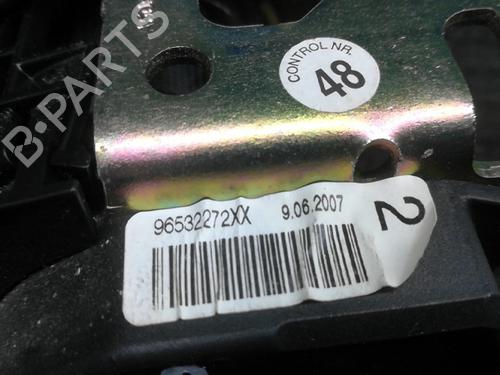 CONTROL NR.
48
B-PARTS
96532272XX 9.06.2007
2